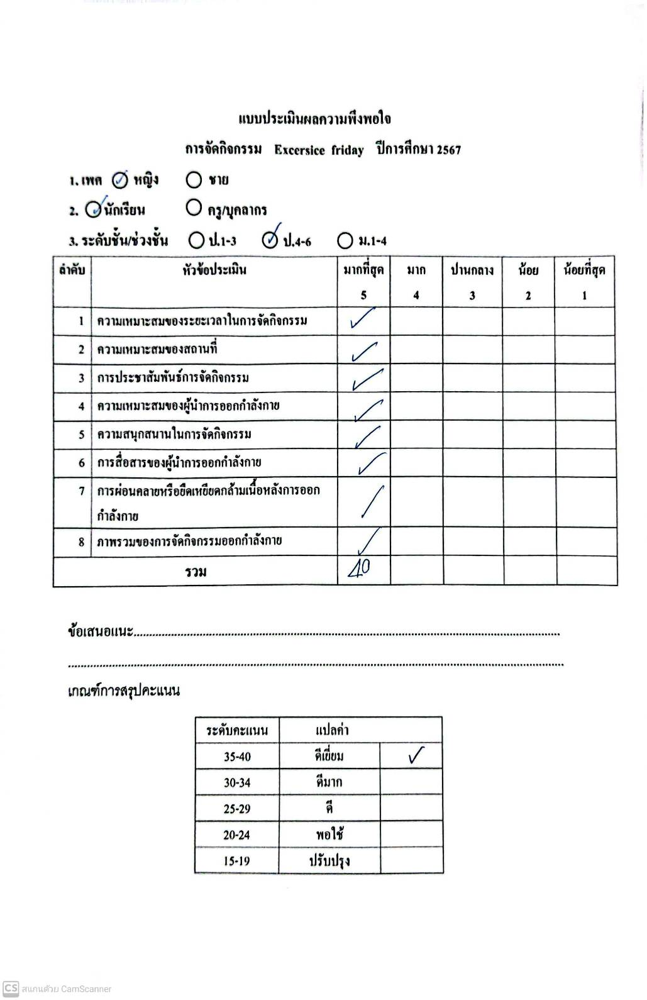 แบบประเมินผลความพึงพอใจ
การจัดกิจกรรม Excersice friday ปีการศึกษา 2567
1. เพศ ✓ หญิง ○ ชาย
2. ✓ นักเรียน ○ ครู/บุคลากร
3. ระดับชั้น/ช่วงชั้น ○ ป.1-3 ✓ ป.4-6 ○ ม.1-4
ลำดับ หัวข้อประเมิน มากที่สุด มาก ปานกลาง น้อย น้อยที่สุด
5 4 3 2 1
1 ความเหมาะสมของระยะเวลาในการจัดกิจกรรม ✓
2 ความเหมาะสมของสถานที่ ✓
3 การประชาสัมพันธ์การจัดกิจกรรม ✓
4 ความเหมาะสมของผู้นำการออกกำลังกาย ✓
5 ความสนุกสนานในการจัดกิจกรรม ✓
6 การสื่อสารของผู้นำการออกกำลังกาย ✓
7 การผ่อนคลายหรือยืดเหยียดกล้ามเนื้อหลังการออก ✓
กำลังกาย
8 ภาพรวมของการจัดกิจกรรมออกกำลังกาย ✓
รวม 40
ข้อเสนอแนะ
เกณฑ์การสรุปคะแนน
ระดับคะแนน แปลค่า
35-40 ดีเยี่ยม ✓
30-34 ดีมาก
25-29 ดี
20-24 พอใช้
15-19 ปรับปรุง
CS สแกนด้วย CamScanner